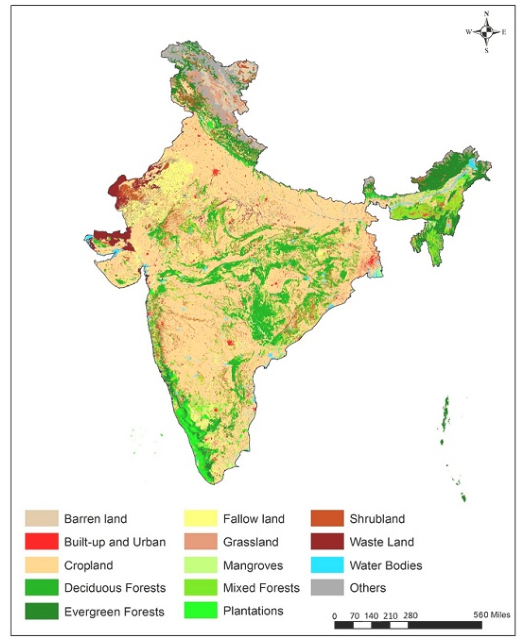 N
W E
S
Barren land
Built-up and Urban
Cropland
Deciduous Forests
Evergreen Forests
Fallow land
Grassland
Mangroves
Mixed Forests
Plantations
Shrubland
Waste Land
Water Bodies
Others
0 70 140 210 280 560 Miles